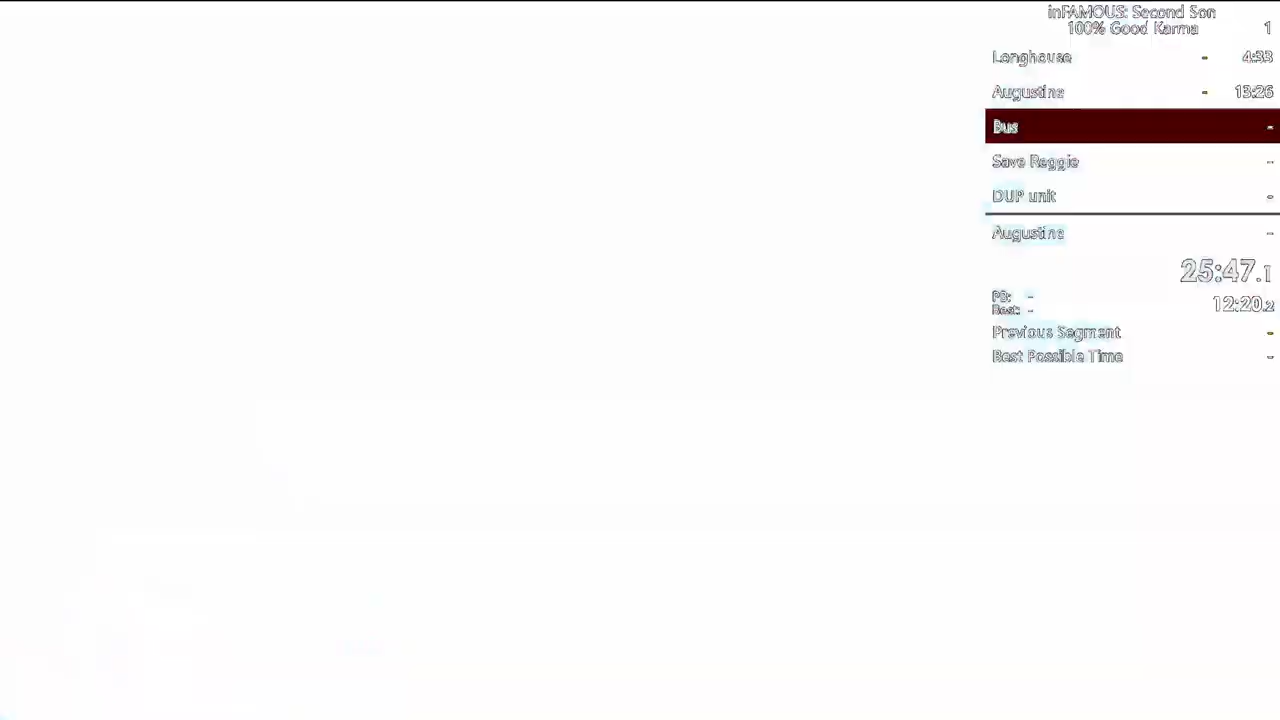 inFAMOUS: Second Son
100% Good Karma 1
Longhouse - 4:33
Augustine - 13:26
Bus -
Save Reggie -
DUP unit -
Augustine -
25:47.1
PB: -
Best: - 12:20.2
Previous Segment -
Best Possible Time -